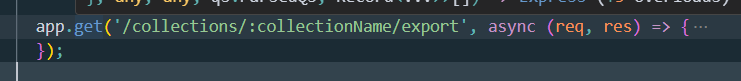 app.get('/collections/:collectionName/export', async (req, res) => {…
});